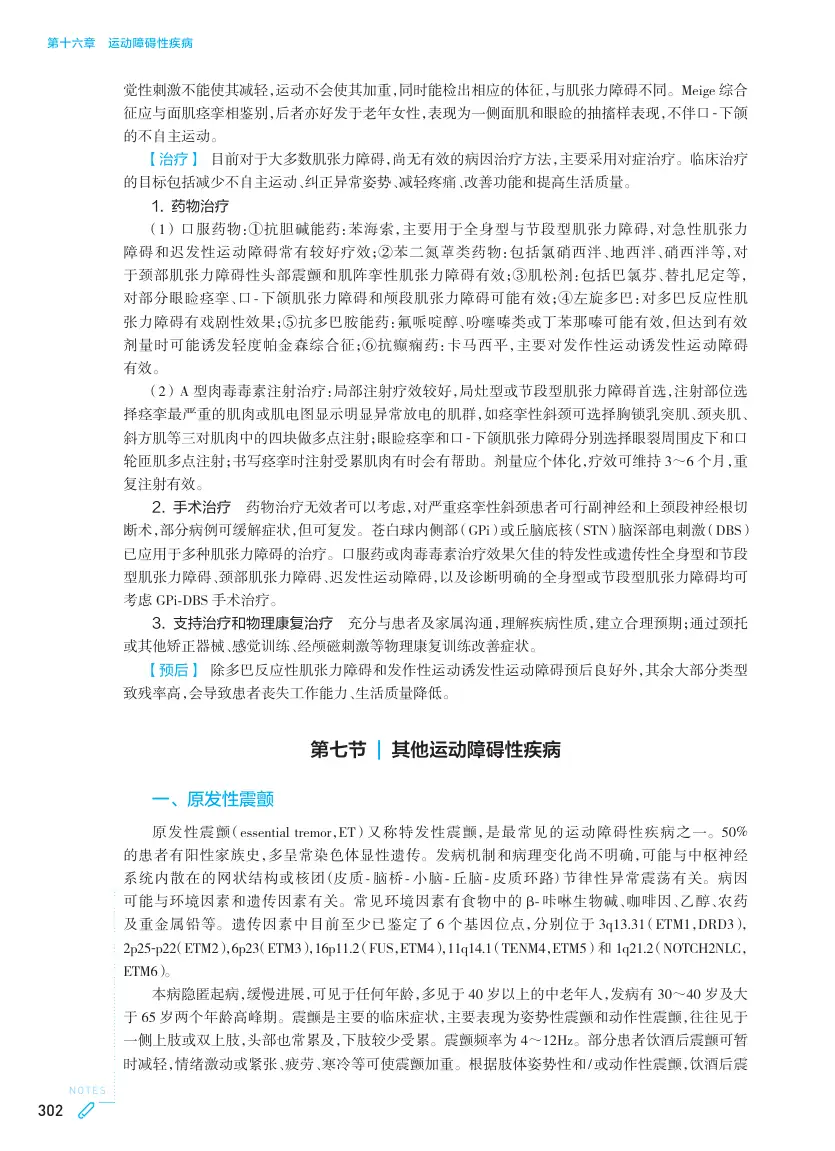 第十六章　运动障碍性疾病
觉性刺激不能使其减轻,运动不会使其加重,同时能检出相应的体征,与肌张力障碍不同。Meige 综合
征应与面肌痉挛相鉴别,后者亦好发于老年女性,表现为一侧面肌和眼睑的抽搐样表现,不伴口-下颌
的不自主运动。
【治疗】 目前对于大多数肌张力障碍,尚无有效的病因治疗方法,主要采用对症治疗。临床治疗
的目标包括减少不自主运动、纠正异常姿势、减轻疼痛、改善功能和提高生活质量。
1. 药物治疗
（1）口服药物:①抗胆碱能药:苯海索,主要用于全身型与节段型肌张力障碍,对急性肌张力
障碍和迟发性运动障碍常有较好疗效;②苯二氮䓬类药物:包括氯硝西泮、地西泮、硝西泮等,对
于颈部肌张力障碍性头部震颤和肌阵挛性肌张力障碍有效;③肌松剂:包括巴氯芬、替扎尼定等,
对部分眼睑痉挛、口-下颌肌张力障碍和颅段肌张力障碍可能有效;④左旋多巴:对多巴反应性肌
张力障碍有戏剧性效果;⑤抗多巴胺能药:氟哌啶醇、吩噻嗪类或丁苯那嗪可能有效,但达到有效
剂量时可能诱发轻度帕金森综合征;⑥抗癫痫药:卡马西平,主要对发作性运动诱发性运动障碍
有效。
（2）A 型肉毒毒素注射治疗:局部注射疗效较好,局灶型或节段型肌张力障碍首选,注射部位选
择痉挛最严重的肌肉或肌电图显示明显异常放电的肌群,如痉挛性斜颈可选择胸锁乳突肌、颈夹肌、
斜方肌等三对肌肉中的四块做多点注射;眼睑痉挛和口-下颌肌张力障碍分别选择眼裂周围皮下和口
轮匝肌多点注射;书写痉挛时注射受累肌肉有时会有帮助。剂量应个体化,疗效可维持 3～6 个月,重
复注射有效。
2. 手术治疗　药物治疗无效者可以考虑,对严重痉挛性斜颈患者可行副神经和上颈段神经根切
断术,部分病例可缓解症状,但可复发。苍白球内侧部（GPi）或丘脑底核（STN）脑深部电刺激（DBS）
已应用于多种肌张力障碍的治疗。口服药或肉毒毒素治疗效果欠佳的特发性或遗传性全身型和节段
型肌张力障碍、颈部肌张力障碍、迟发性运动障碍,以及诊断明确的全身型或节段型肌张力障碍均可
考虑 GPi-DBS 手术治疗。
3. 支持治疗和物理康复治疗　充分与患者及家属沟通,理解疾病性质,建立合理预期;通过颈托
或其他矫正器械、感觉训练、经颅磁刺激等物理康复训练改善症状。
【预后】 除多巴反应性肌张力障碍和发作性运动诱发性运动障碍预后良好外,其余大部分类型
致残率高,会导致患者丧失工作能力、生活质量降低。
第七节｜其他运动障碍性疾病
一、原发性震颤
原发性震颤（essential tremor,ET）又称特发性震颤,是最常见的运动障碍性疾病之一。50%
的患者有阳性家族史,多呈常染色体显性遗传。发病机制和病理变化尚不明确,可能与中枢神经
系统内散在的网状结构或核团(皮质-脑桥-小脑-丘脑-皮质环路)节律性异常震荡有关。病因
可能与环境因素和遗传因素有关。常见环境因素有食物中的 β-咔啉生物碱、咖啡因、乙醇、农药
及重金属铅等。遗传因素中目前至少已鉴定了 6 个基因位点,分别位于 3q13.31（ETM1,DRD3）,
2p25-p22（ETM2）,6p23（ETM3）,16p11.2（FUS,ETM4）,11q14.1（TENM4,ETM5）和 1q21.2（NOTCH2NLC,
ETM6）。
本病隐匿起病,缓慢进展,可见于任何年龄,多见于 40 岁以上的中老年人,发病有 30～40 岁及大
于 65 岁两个年龄高峰期。震颤是主要的临床症状,主要表现为姿势性震颤和动作性震颤,往往见于
一侧上肢或双上肢,头部也常累及,下肢较少受累。震颤频率为 4～12Hz。部分患者饮酒后震颤可暂
时减轻,情绪激动或紧张、疲劳、寒冷等可使震颤加重。根据肢体姿势性和/或动作性震颤,饮酒后震
NOTES
302